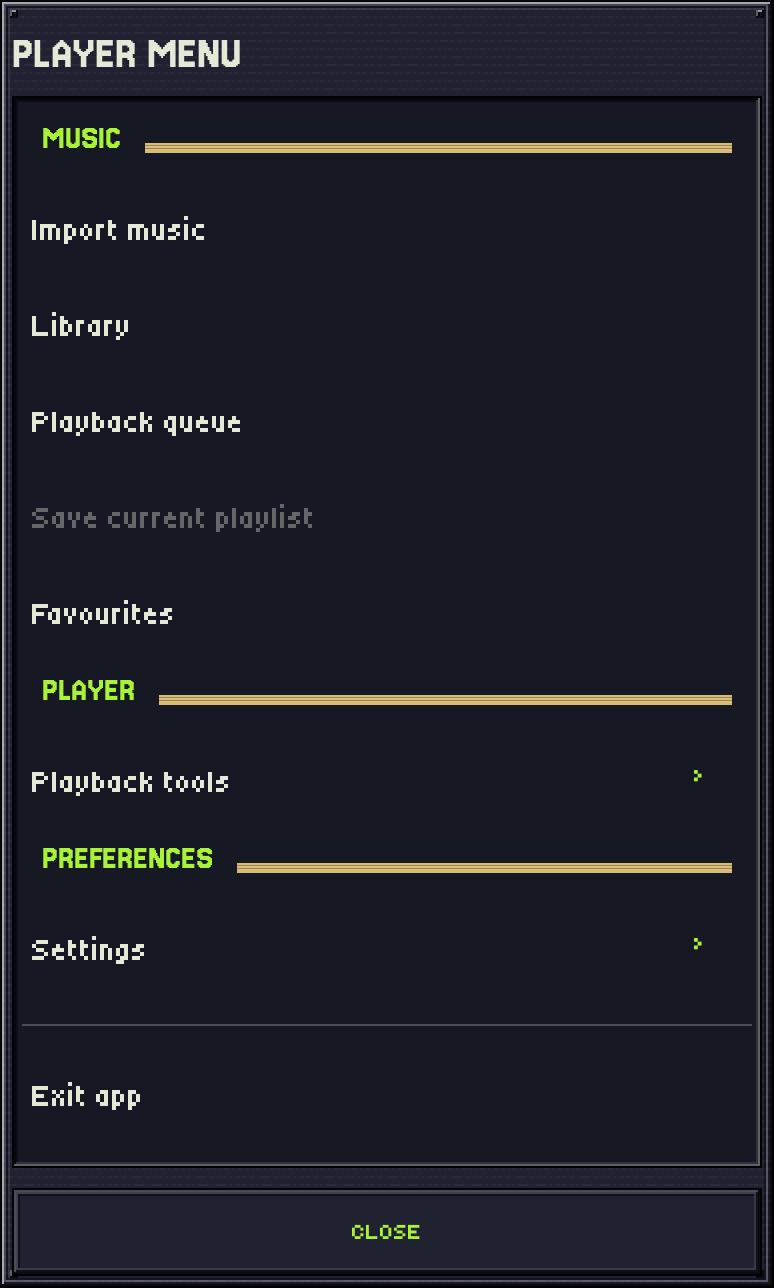 PLAYER MENU
MUSIC
Import music
Library
Playback queue
Save current playlist
Favourites
PLAYER
Playback tools >
PREFERENCES
Settings >
Exit app
CLOSE